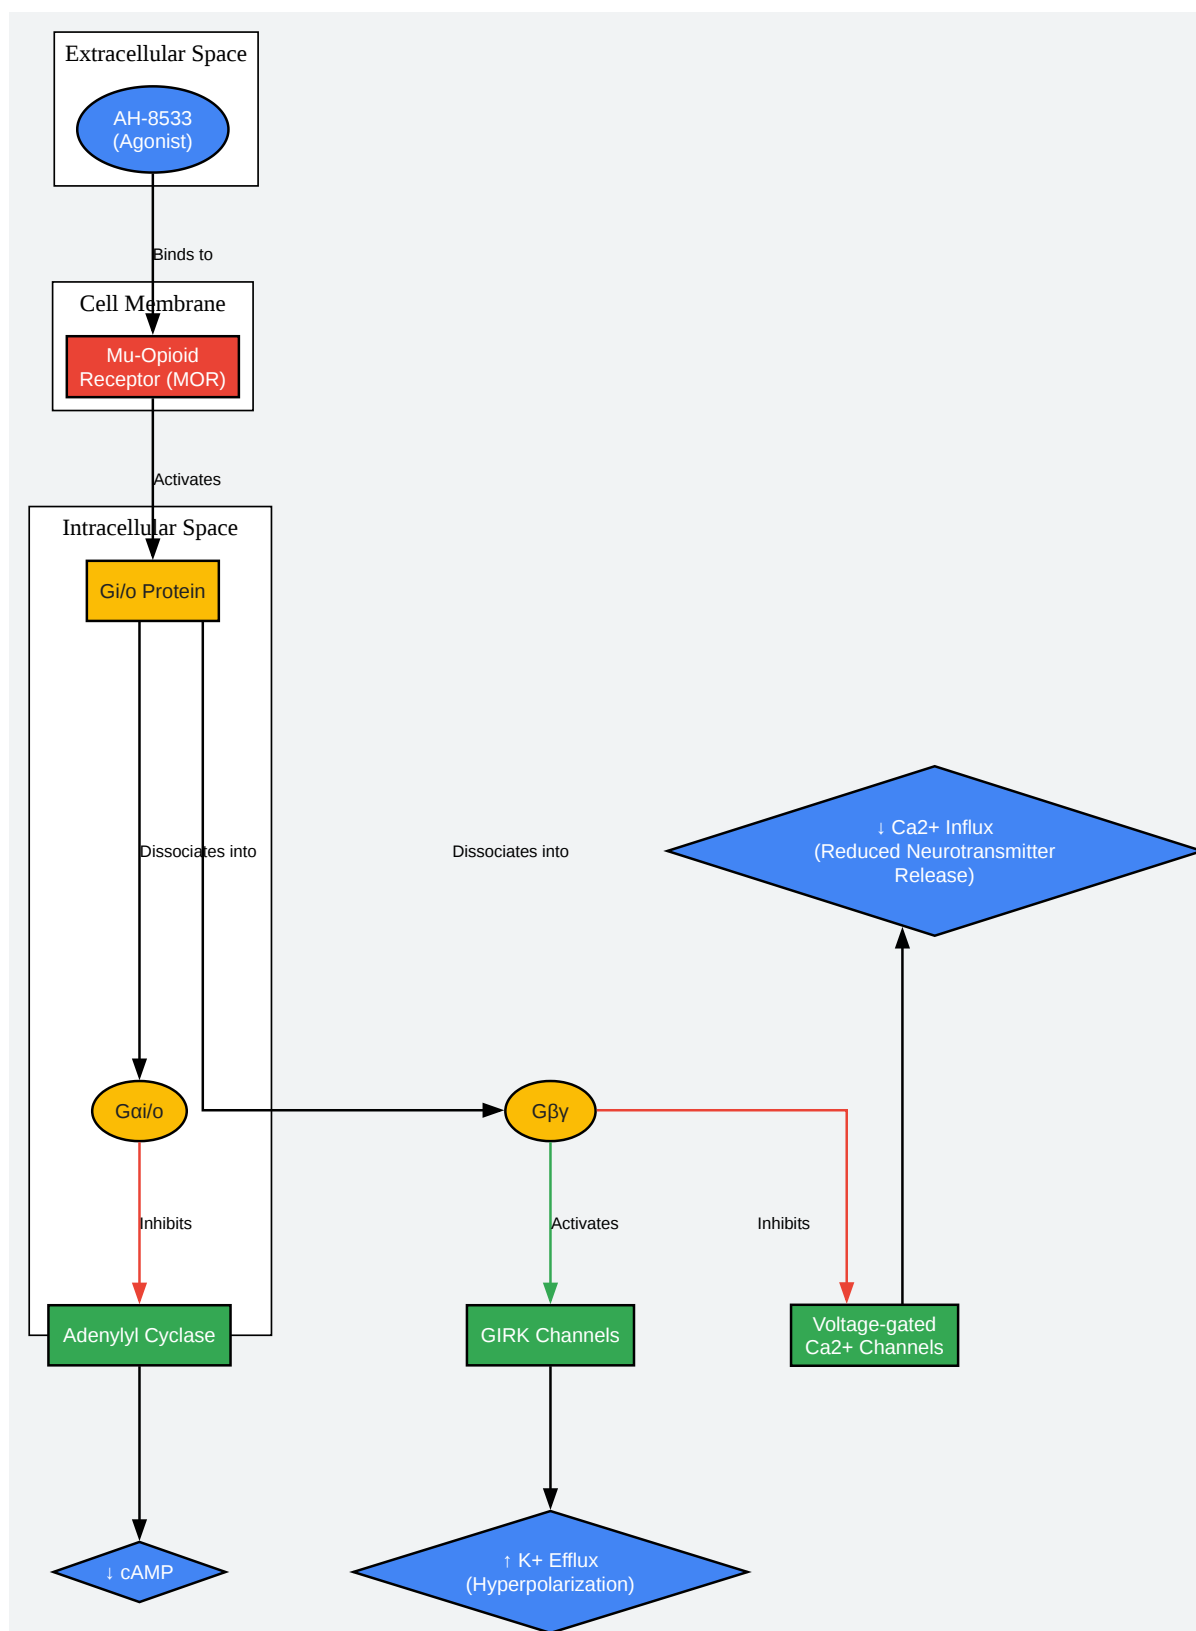 Extracellular Space
AH-8533
(Agonist)
Binds to
Cell Membrane
Mu-Opioid
Receptor (MOR)
Activates
Intracellular Space
Gi/o Protein
Dissociates into
Dissociates into
↓ Ca2+ Influx
(Reduced Neurotransmitter
Release)
Gαi/o
Gβγ
Inhibits
Activates
Inhibits
Adenylyl Cyclase
GIRK Channels
Voltage-gated
Ca2+ Channels
↓ cAMP
↑ K+ Efflux
(Hyperpolarization)